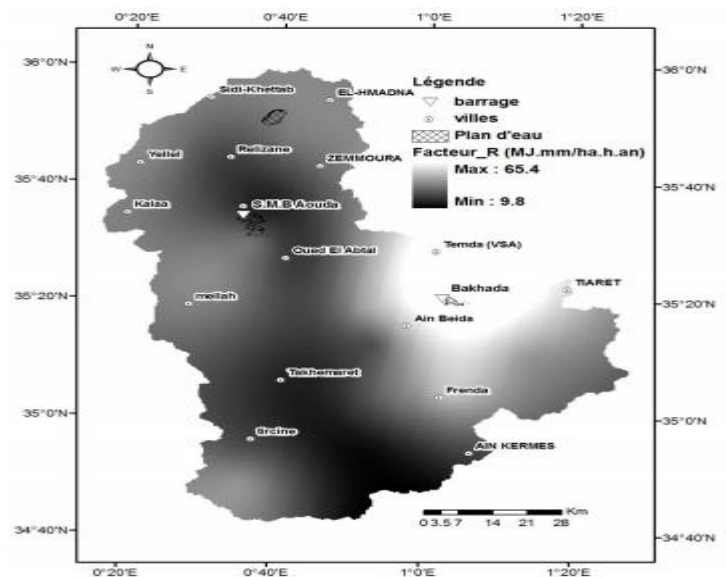 0°20'E 0°40'E 1°0'E 1°20'E
36°0'N
35°40'N
35°20'N
35°0'N
34°40'N
N
W E
S
Légende
barrage
villes
Plan d'eau
Facteur_R (MJ.mm/ha.h.an)
Max : 65.4
Min : 9.8
Sidi-Khettab
EL-HMADNA
Yellel
Relizane
ZEMMOURA
Kalaa
S.M.B Aouda
Oued El Abtal
Temda (VSA)
mellah
Bakhada
TIARET
Ain Beida
Takhemaret
Frenda
tircine
AIN KERMES
Km
0 3.5 7 14 21 28
36°0'N
35°40'N
35°20'N
35°0'N
34°40'N
0°20'E 0°40'E 1°0'E 1°20'E